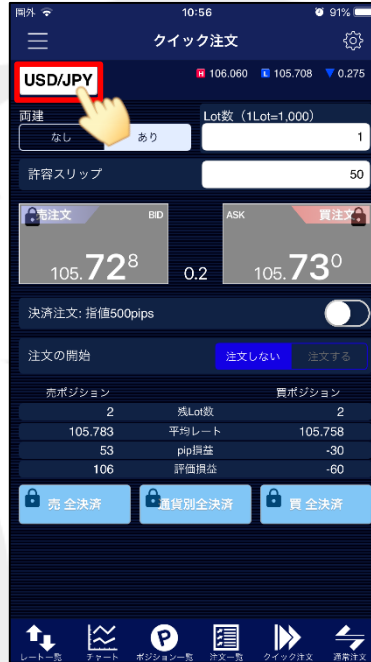 圏外 10:56 91%
クイック注文
USD/JPY H 106.060 L 105.708 ▼ 0.275
両建 Lot数（1Lot=1,000）
なし あり 1
許容スリップ 50
売注文 BID ASK 買注文
105.728 0.2 105.730
決済注文: 指値500pips
注文の開始 注文しない 注文する
売ポジション 買ポジション
2 残Lot数 2
105.783 平均レート 105.758
53 pip損益 -30
106 評価損益 -60
売 全決済 通貨別全決済 買 全決済
レート一覧 チャート ポジション一覧 注文一覧 クイック注文 通常注文